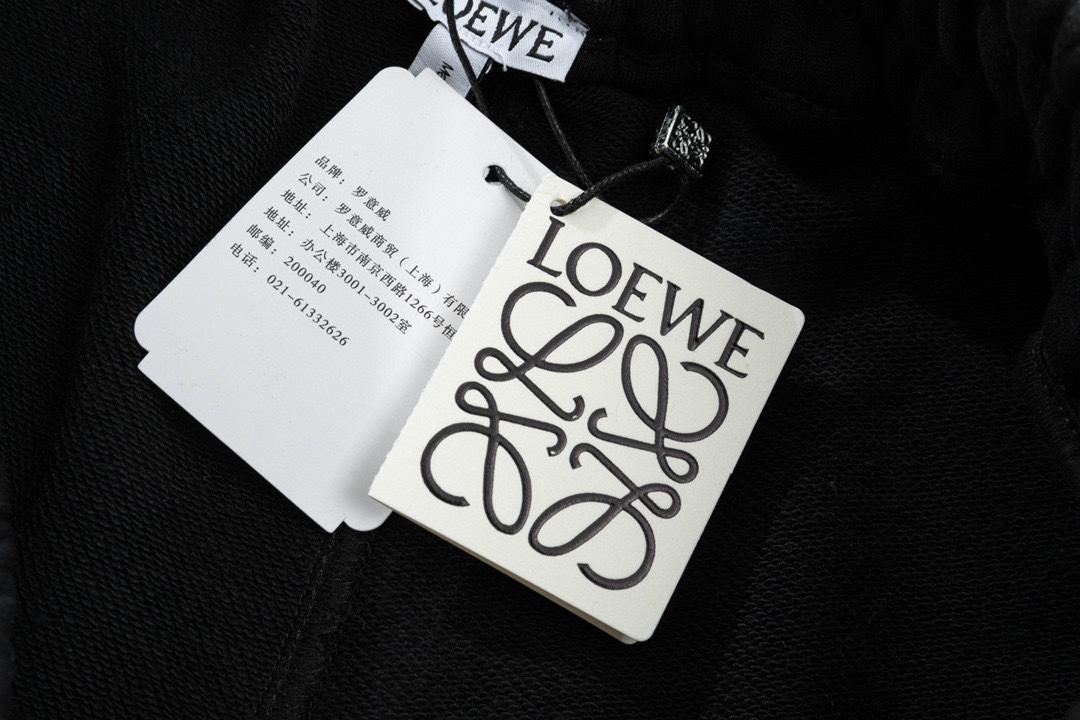 LOEWE
M
品牌：罗意威
公司：罗意威商贸（上海）有限
地址：上海市南京西路1266号恒
地址：办公楼3001-3002室
邮编：200040
电话：021-61332626
LOEWE